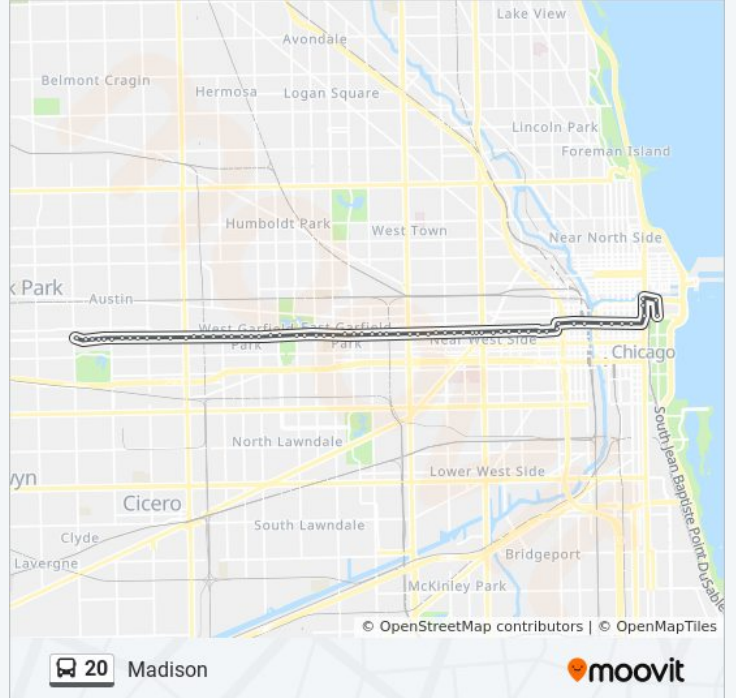 Lake View
Avondale
Belmont Cragin
Hermosa
Logan Square
Lincoln Park
Foreman Island
Humboldt Park
West Town
Near North Side
k Park
Austin
West Garfield
Park
East Garfield
Park
Near West Side
Chicago
North Lawndale
Lower West Side
wyn
Cicero
South Lawndale
Clyde
Lavergne
Bridgeport
McKinley Park
South Jean Baptiste Point DuSable
© OpenStreetMap contributors | © OpenMapTiles
20 Madison
moovit